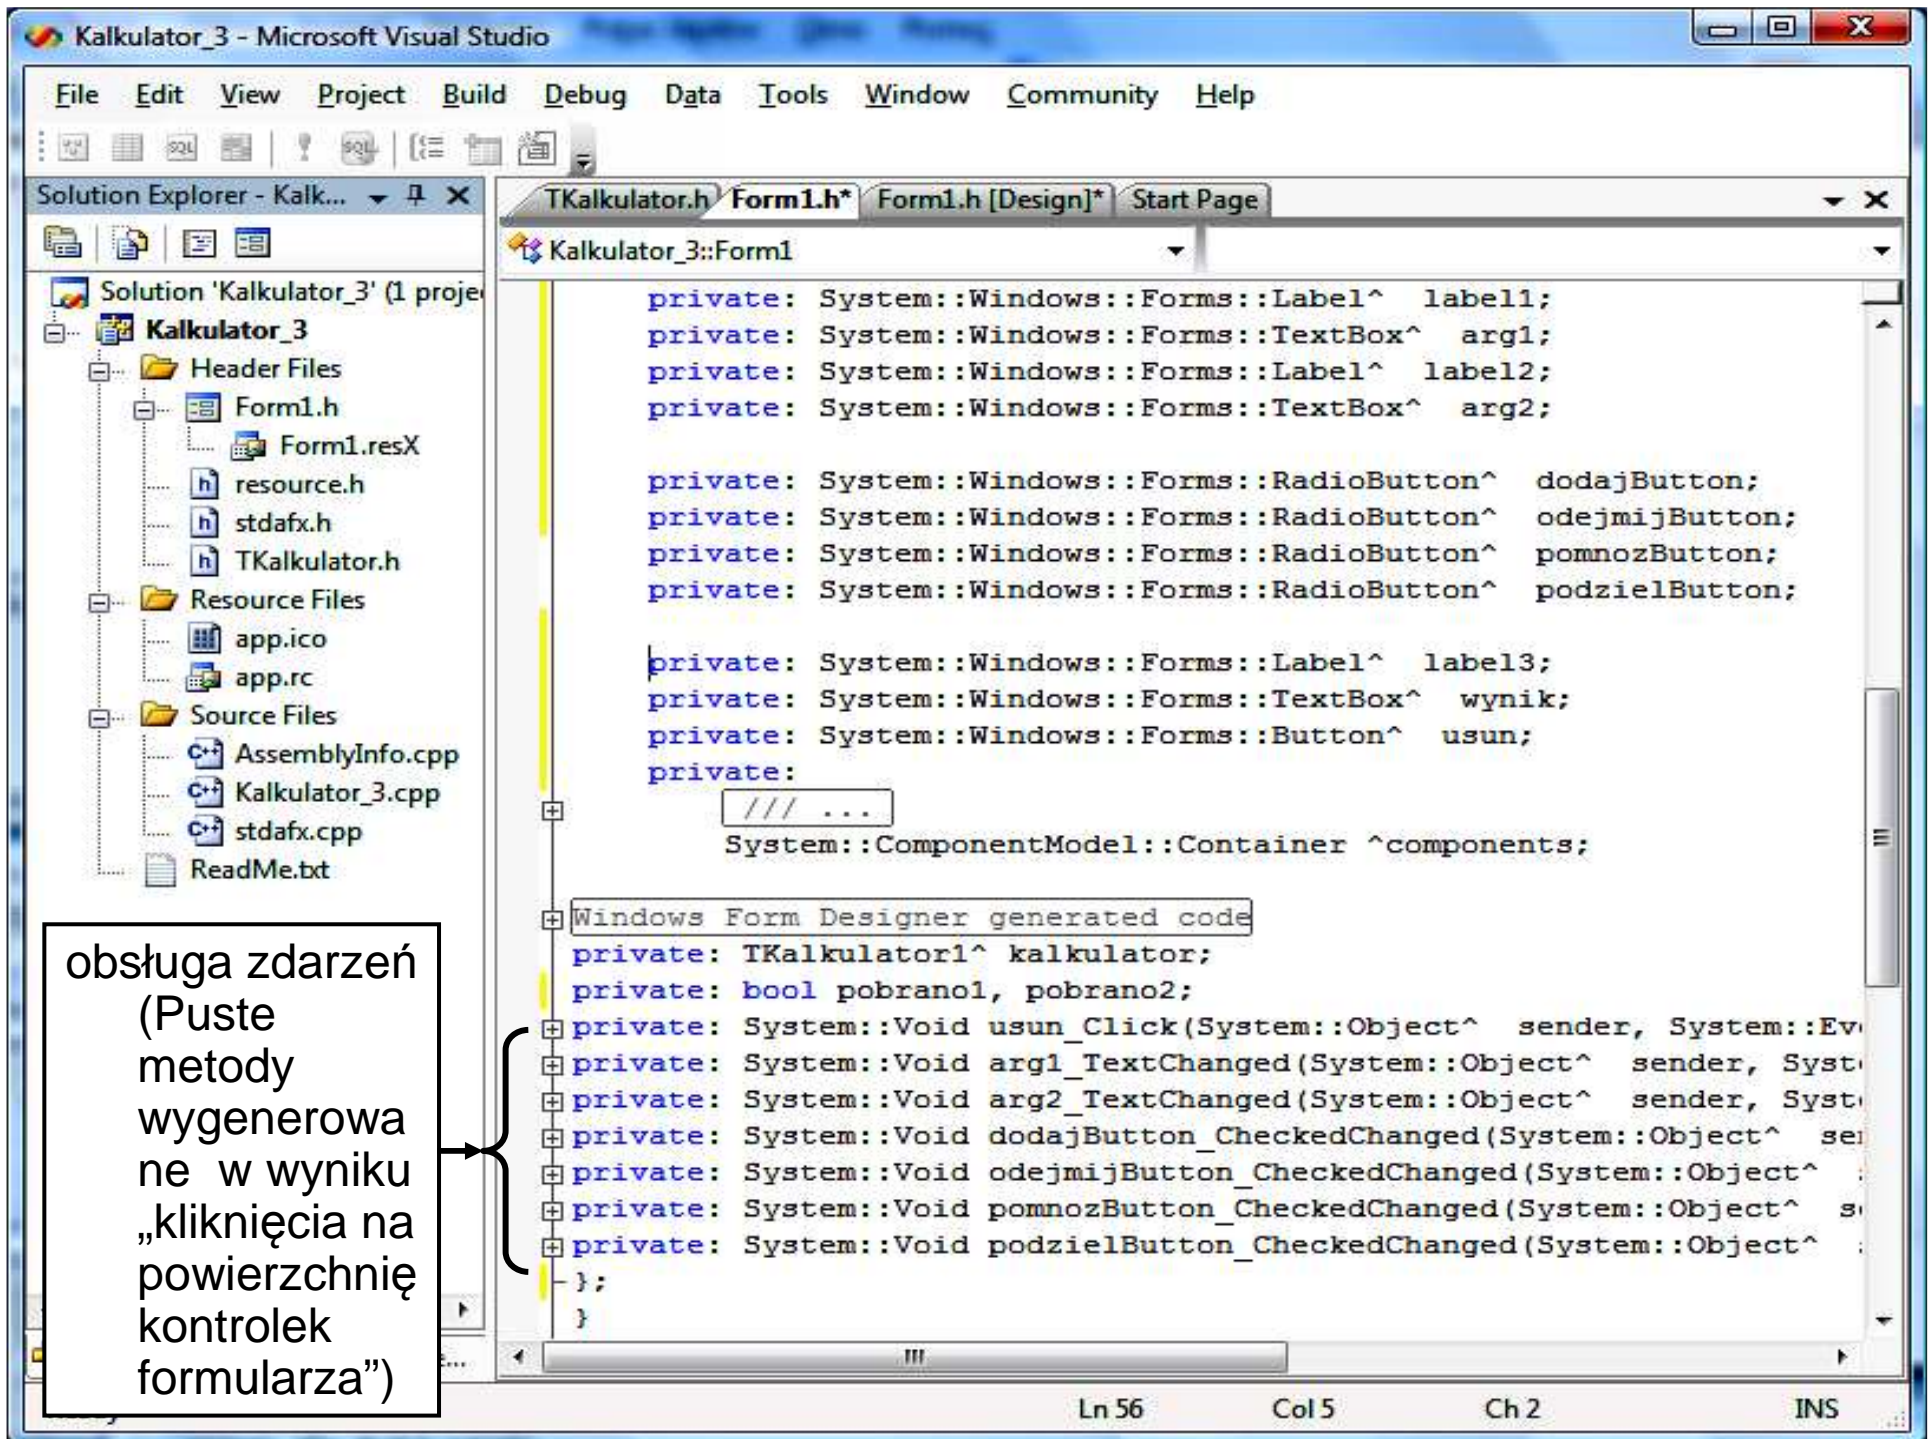 Kalkulator_3 - Microsoft Visual Studio
File Edit View Project Build Debug Data Tools Window Community Help
Solution Explorer - Kalk...
Solution 'Kalkulator_3' (1 proje
Kalkulator_3
Header Files
Form1.h
Form1.resX
resource.h
stdafx.h
TKalkulator.h
Resource Files
app.ico
app.rc
Source Files
AssemblyInfo.cpp
Kalkulator_3.cpp
stdafx.cpp
ReadMe.txt
obsługa zdarzeń
(Puste
metody
wygenerowa
ne w wyniku
„kliknięcia na
powierzchnię
kontrolek
formularza”)
TKalkulator.h Form1.h* Form1.h [Design]* Start Page
Kalkulator_3::Form1
private: System::Windows::Forms::Label^ label1;
private: System::Windows::Forms::TextBox^ arg1;
private: System::Windows::Forms::Label^ label2;
private: System::Windows::Forms::TextBox^ arg2;
private: System::Windows::Forms::RadioButton^ dodajButton;
private: System::Windows::Forms::RadioButton^ odejmijButton;
private: System::Windows::Forms::RadioButton^ pomnozButton;
private: System::Windows::Forms::RadioButton^ podzielButton;
private: System::Windows::Forms::Label^ label3;
private: System::Windows::Forms::TextBox^ wynik;
private: System::Windows::Forms::Button^ usun;
private:
/// ...
System::ComponentModel::Container ^components;
Windows Form Designer generated code
private: TKalkulator1^ kalkulator;
private: bool pobrano1, pobrano2;
private: System::Void usun_Click(System::Object^ sender, System::Ev
private: System::Void arg1_TextChanged(System::Object^ sender, Syst
private: System::Void arg2_TextChanged(System::Object^ sender, Syst
private: System::Void dodajButton_CheckedChanged(System::Object^ se
private: System::Void odejmijButton_CheckedChanged(System::Object^
private: System::Void pomnozButton_CheckedChanged(System::Object^ s
private: System::Void podzielButton_CheckedChanged(System::Object^
};
}
Ln 56 Col 5 Ch 2 INS